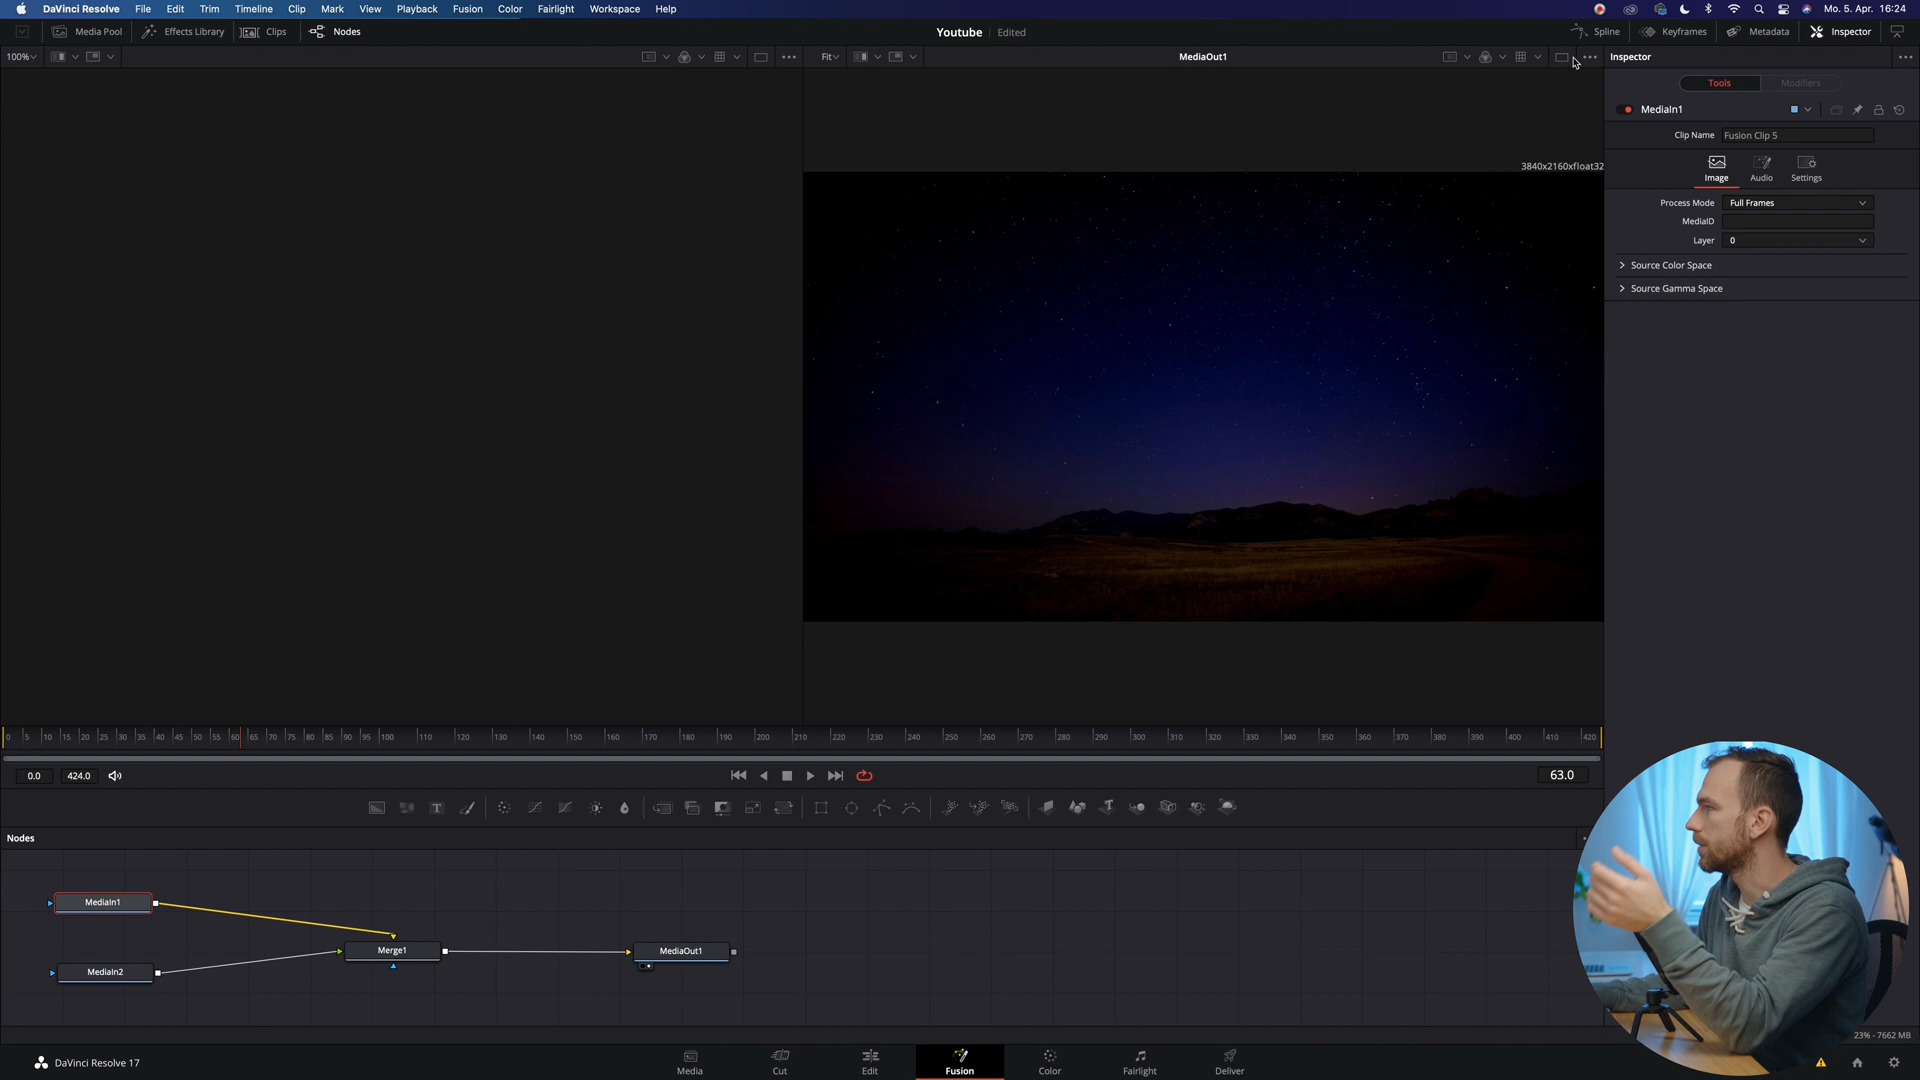 DaVinci Resolve File Edit Trim Timeline Clip Mark View Playback Fusion Color Fairlight Workspace Help Mo. 5. Apr. 16:24
Media Pool Effects Library Clips Nodes Youtube Edited Spline Keyframes Metadata Inspector
100% Fit MediaOut1 Inspector
Tools Modifiers
MediaIn1
Clip Name Fusion Clip 5
3840x2160xfloat32
Image Audio Settings
Process Mode Full Frames
MediaID
Layer 0
Source Color Space
Source Gamma Space
0 5 10 15 20 25 30 35 40 45 50 55 60 65 70 75 80 85 90 95 100 110 120 130 140 150 160 170 180 190 200 210 220 230 240 250 260 270 280 290 300 310 320 330 340 350 360 370 380 390 400 410 420
0.0 424.0 63.0
Nodes
MediaIn1
Merge1 MediaOut1
MediaIn2
23% - 7662 MB
DaVinci Resolve 17 Media Cut Edit Fusion Color Fairlight Deliver